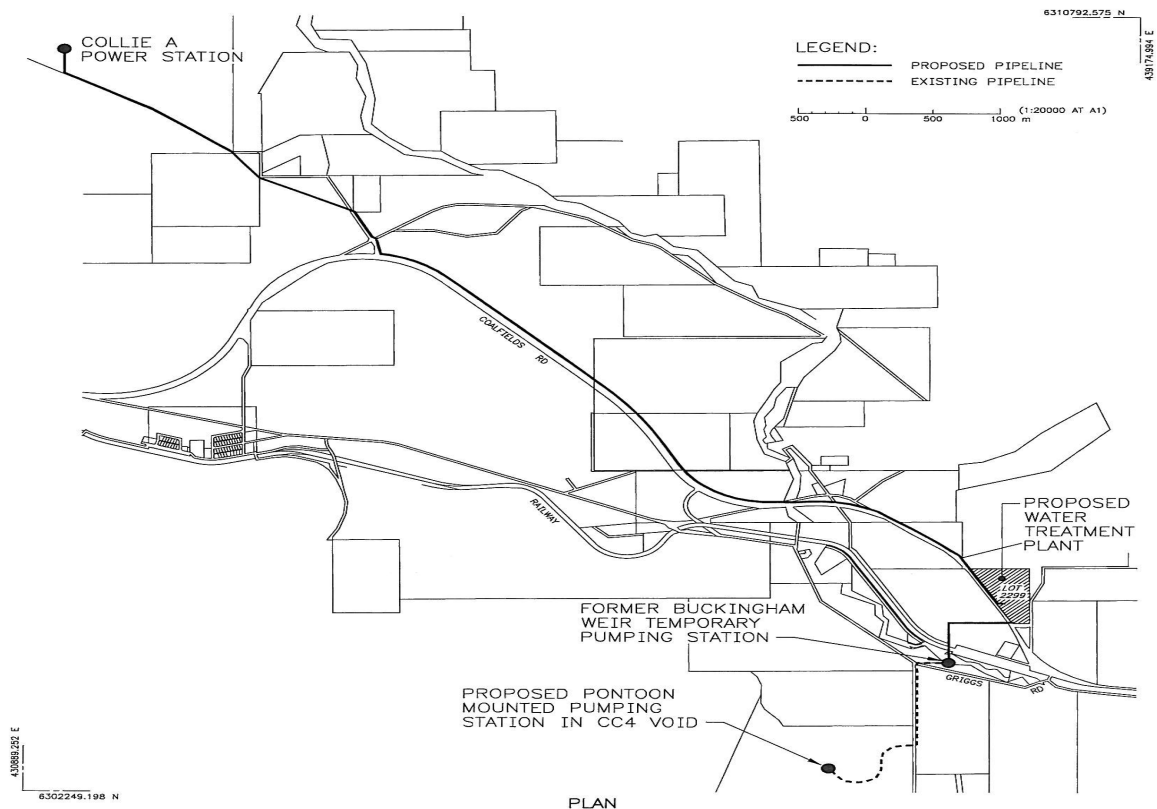 6310792.575 N
439174.994 E
COLLIE A
POWER STATION
LEGEND:
PROPOSED PIPELINE
EXISTING PIPELINE
500 0 500 1000 m (1:20000 AT A1)
COALFIELDS RD
RAILWAY
PROPOSED
WATER
TREATMENT
PLANT
LOT
2299
FORMER BUCKINGHAM
WEIR TEMPORARY
PUMPING STATION
GRIGGS RD
PROPOSED PONTOON
MOUNTED PUMPING
STATION IN CC4 VOID
430889.252 E
6302249.198 N
PLAN